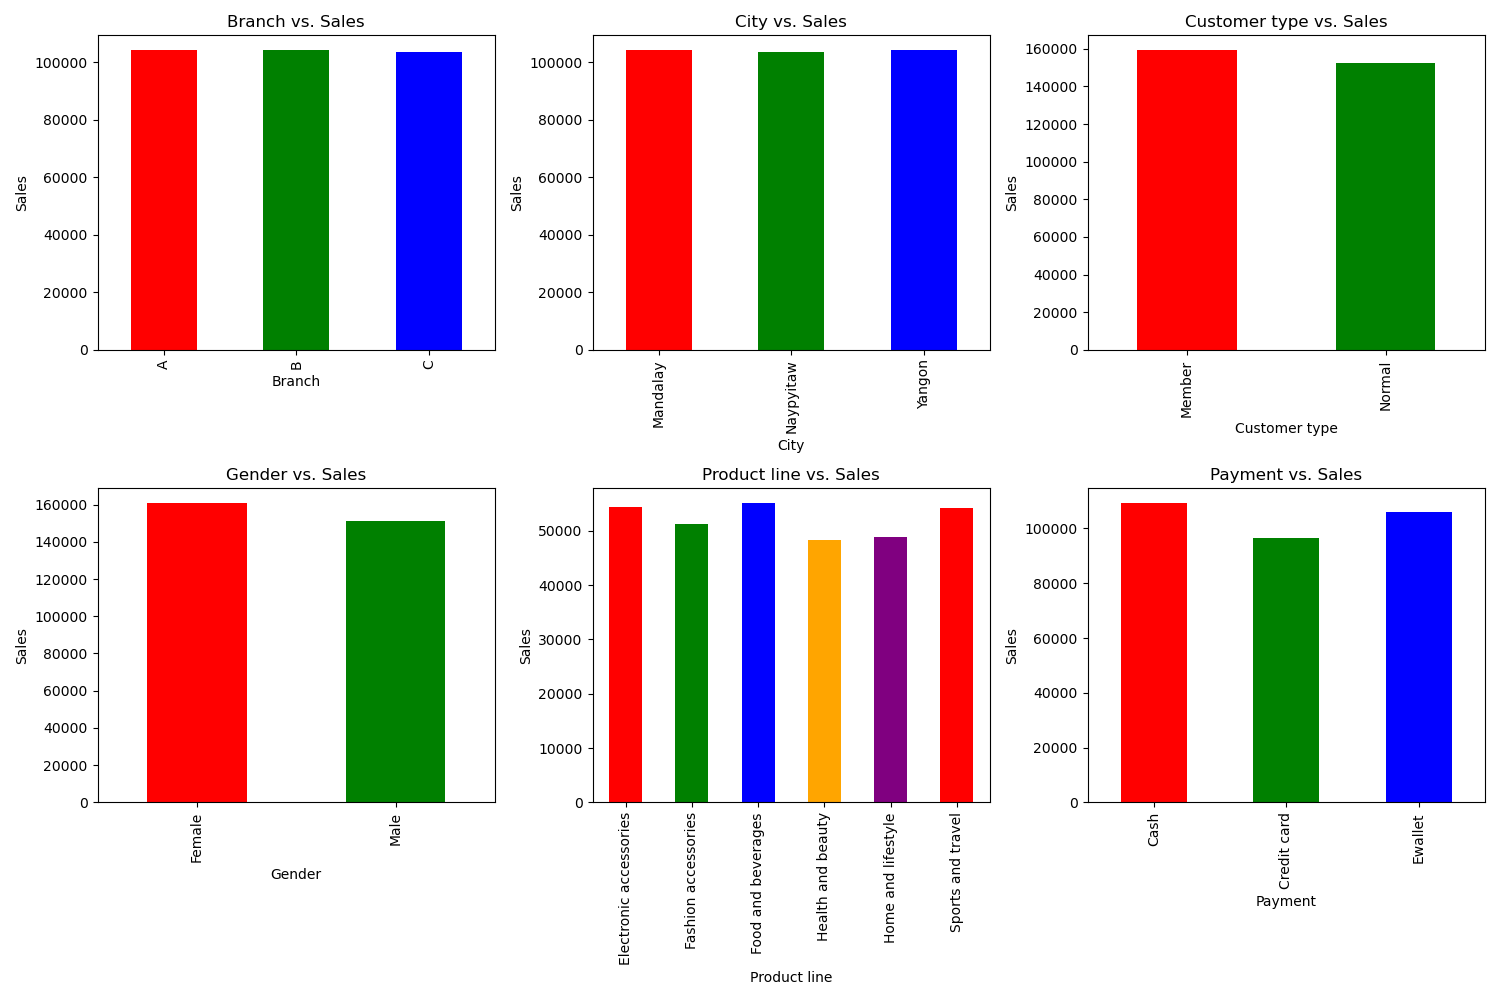 Branch vs. Sales
100000
80000
60000
40000
20000
0
Sales
A
B
C
Branch
City vs. Sales
100000
80000
60000
40000
20000
0
Sales
Mandalay
Naypyitaw
Yangon
City
Customer type vs. Sales
160000
140000
120000
100000
80000
60000
40000
20000
0
Sales
Member
Normal
Customer type
Gender vs. Sales
160000
140000
120000
100000
80000
60000
40000
20000
0
Sales
Female
Male
Gender
Product line vs. Sales
50000
40000
30000
20000
10000
0
Sales
Electronic accessories
Fashion accessories
Food and beverages
Health and beauty
Home and lifestyle
Sports and travel
Product line
Payment vs. Sales
100000
80000
60000
40000
20000
0
Sales
Cash
Credit card
Ewallet
Payment